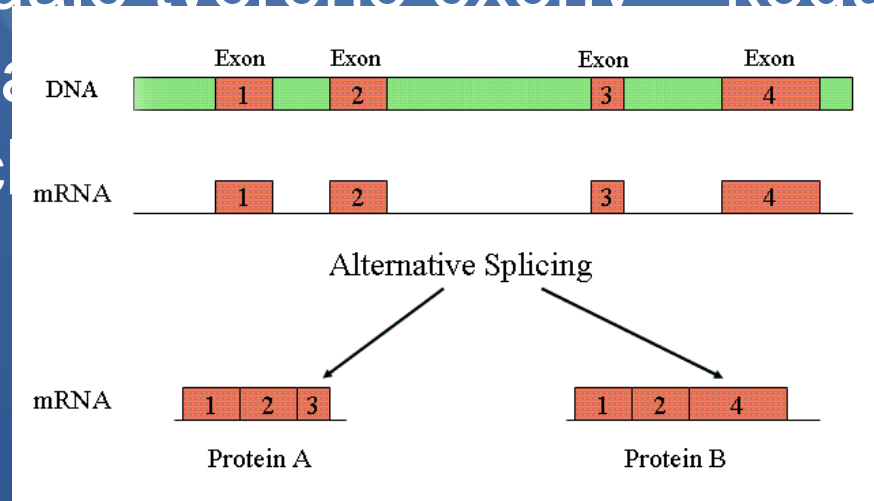 Exon Exon Exon Exon
DNA 1 2 3 4
mRNA 1 2 3 4
Alternative Splicing
mRNA 1 2 3 1 2 4
Protein A Protein B